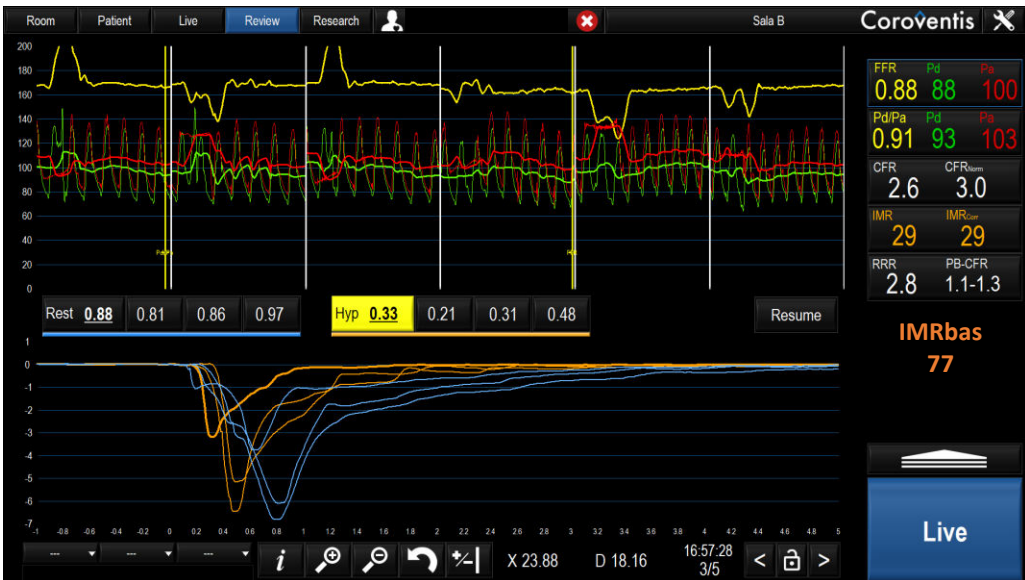 Room Patient Live Review Research Sala B Coroventis
200
180
160
140
120
100
80
60
40
20
0
FFR Pd Pa
0.88 88 100
Pd/Pa Pd Pa
0.91 93 103
CFR CFRNorm
2.6 3.0
IMR IMRCorr
29 29
RRR PB-CFR
2.8 1.1-1.3
Rest 0.88 0.81 0.86 0.97 Hyp 0.33 0.21 0.31 0.48 Resume
IMRbas
77
1
0
-1
-2
-3
-4
-5
-6
-7
-1 -0.8 -0.6 -0.4 -0.2 0 0.2 0.4 0.6 0.8 1 1.2 1.4 1.6 1.8 2 2.2 2.4 2.6 2.8 3 3.2 3.4 3.6 3.8 4 4.2 4.4 4.6 4.8 5
--- --- --- i X 23.88 D 18.16 16:57:28
3/5 < >
Live